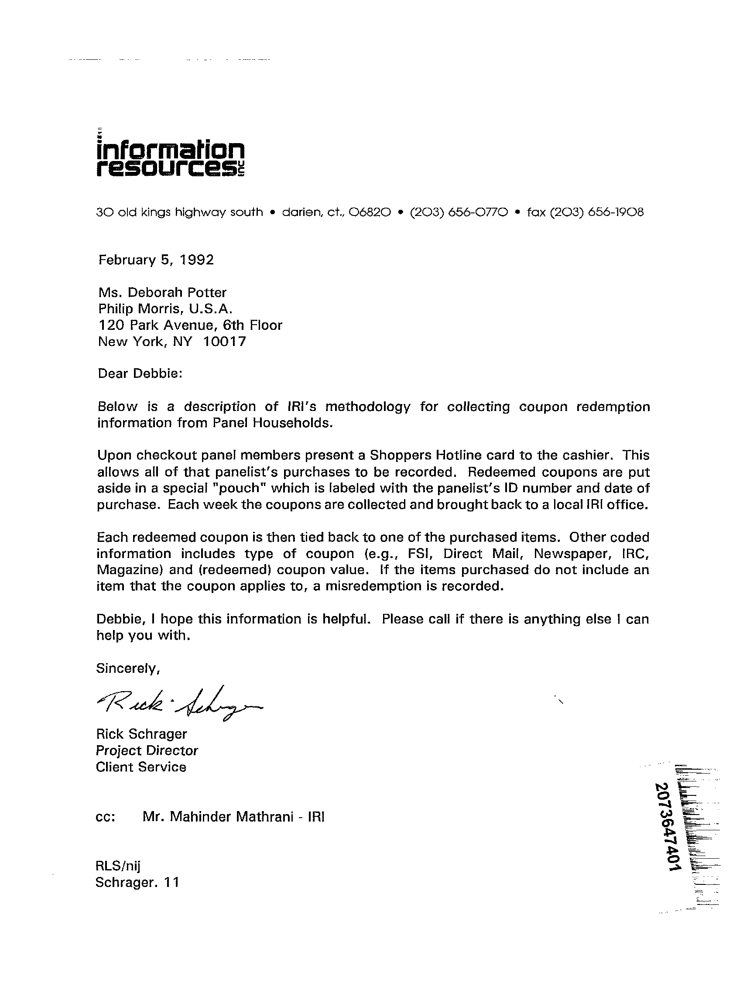 information
resources inc
30 old kings highway south • darien, ct., 06820 • (203) 656-0770 • fax (203) 656-1908
February 5, 1992
Ms. Deborah Potter
Philip Morris, U.S.A.
120 Park Avenue, 6th Floor
New York, NY 10017
Dear Debbie:
Below is a description of IRI's methodology for collecting coupon redemption
information from Panel Households.
Upon checkout panel members present a Shoppers Hotline card to the cashier. This
allows all of that panelist's purchases to be recorded. Redeemed coupons are put
aside in a special "pouch" which is labeled with the panelist's ID number and date of
purchase. Each week the coupons are collected and brought back to a local IRI office.
Each redeemed coupon is then tied back to one of the purchased items. Other coded
information includes type of coupon (e.g., FSI, Direct Mail, Newspaper, IRC,
Magazine) and (redeemed) coupon value. If the items purchased do not include an
item that the coupon applies to, a misredemption is recorded.
Debbie, I hope this information is helpful. Please call if there is anything else I can
help you with.
Sincerely,
Rick Schrager
Rick Schrager
Project Director
Client Service
cc: Mr. Mahinder Mathrani - IRI
RLS/nij
Schrager. 11
2073647401